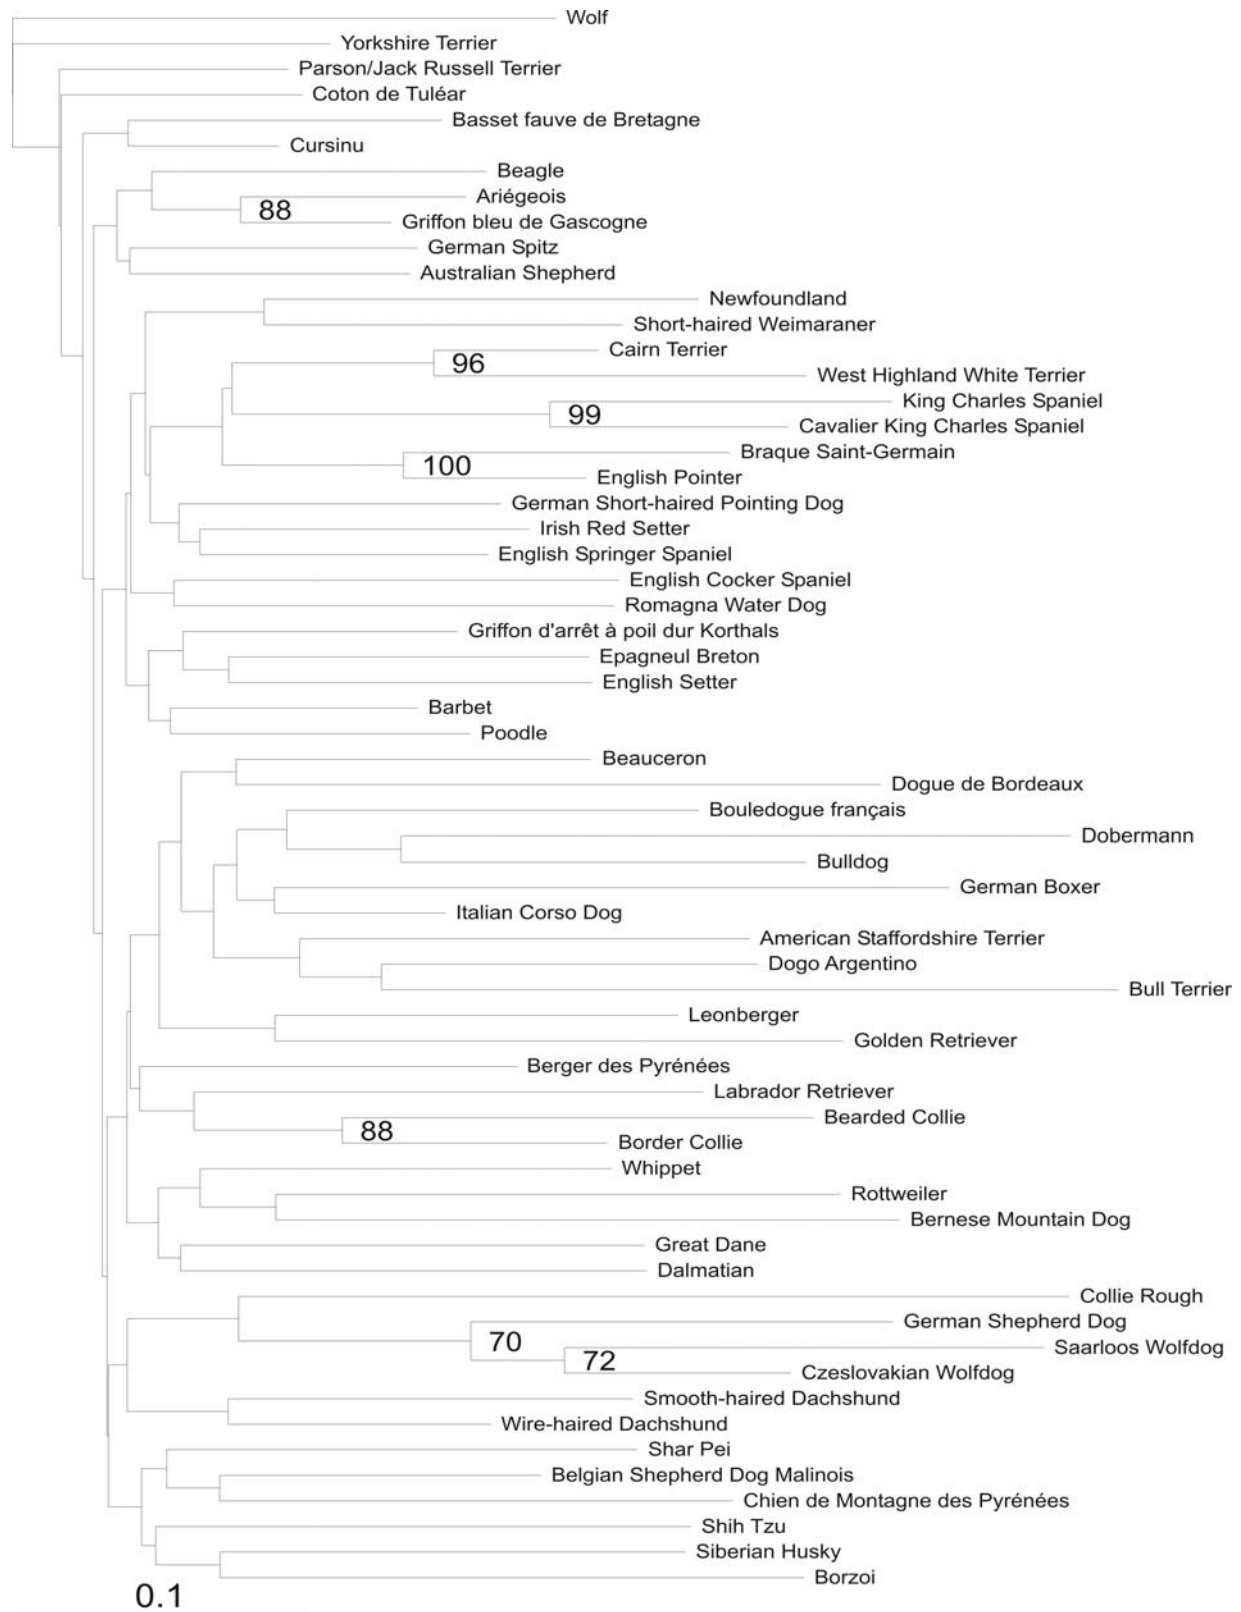 Wolf
Yorkshire Terrier
Parson/Jack Russell Terrier
Coton de Tuléar
Basset fauve de Bretagne
Cursinu
Beagle
Ariégeois
88
Griffon bleu de Gascogne
German Spitz
Australian Shepherd
Newfoundland
Short-haired Weimaraner
Cairn Terrier
96
West Highland White Terrier
King Charles Spaniel
99
Cavalier King Charles Spaniel
Braque Saint-Germain
100
English Pointer
German Short-haired Pointing Dog
Irish Red Setter
English Springer Spaniel
English Cocker Spaniel
Romagna Water Dog
Griffon d'arrêt à poil dur Korthals
Epagneul Breton
English Setter
Barbet
Poodle
Beauceron
Dogue de Bordeaux
Bouledogue français
Dobermann
Bulldog
German Boxer
Italian Corso Dog
American Staffordshire Terrier
Dogo Argentino
Bull Terrier
Leonberger
Golden Retriever
Berger des Pyrénées
Labrador Retriever
Bearded Collie
88
Border Collie
Whippet
Rottweiler
Bernese Mountain Dog
Great Dane
Dalmatian
Collie Rough
German Shepherd Dog
70
Saarloos Wolfdog
72
Czeslovakian Wolfdog
Smooth-haired Dachshund
Wire-haired Dachshund
Shar Pei
Belgian Shepherd Dog Malinois
Chien de Montagne des Pyrénées
Shih Tzu
Siberian Husky
Borzoi
0.1